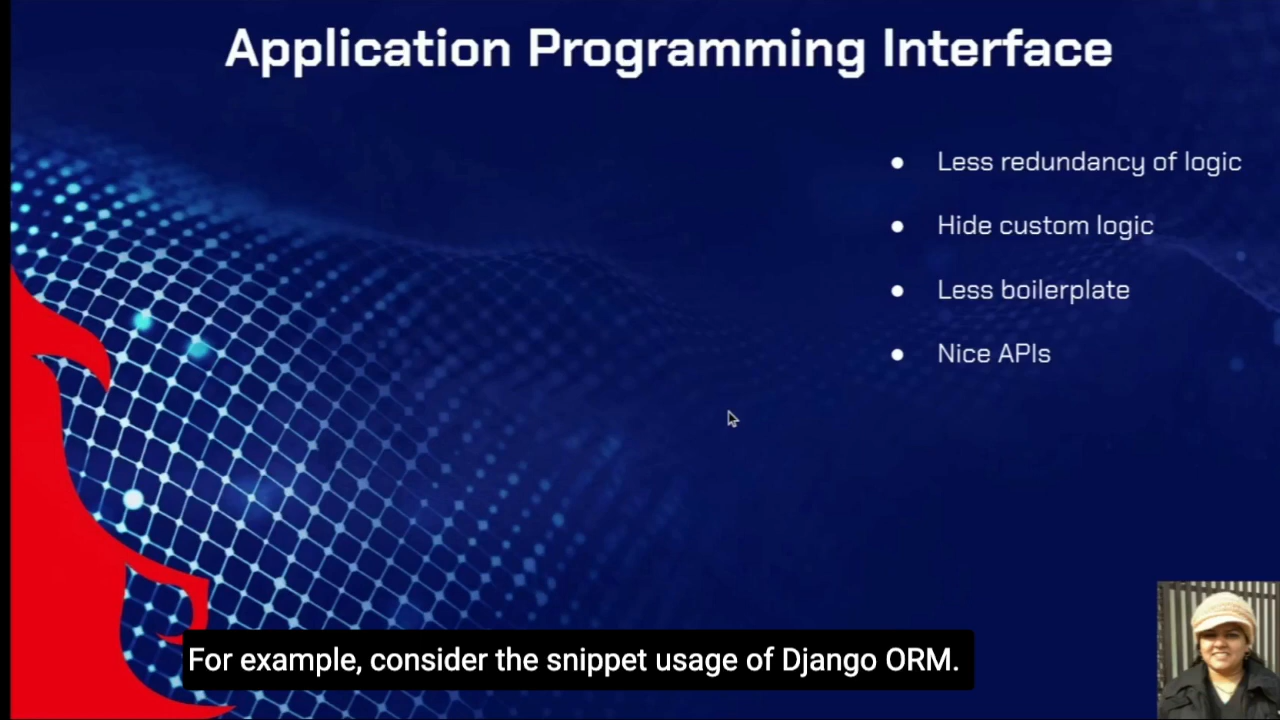 Application Programming Interface
● Less redundancy of logic
● Hide custom logic
● Less boilerplate
● Nice APIs
For example, consider the snippet usage of Django ORM.